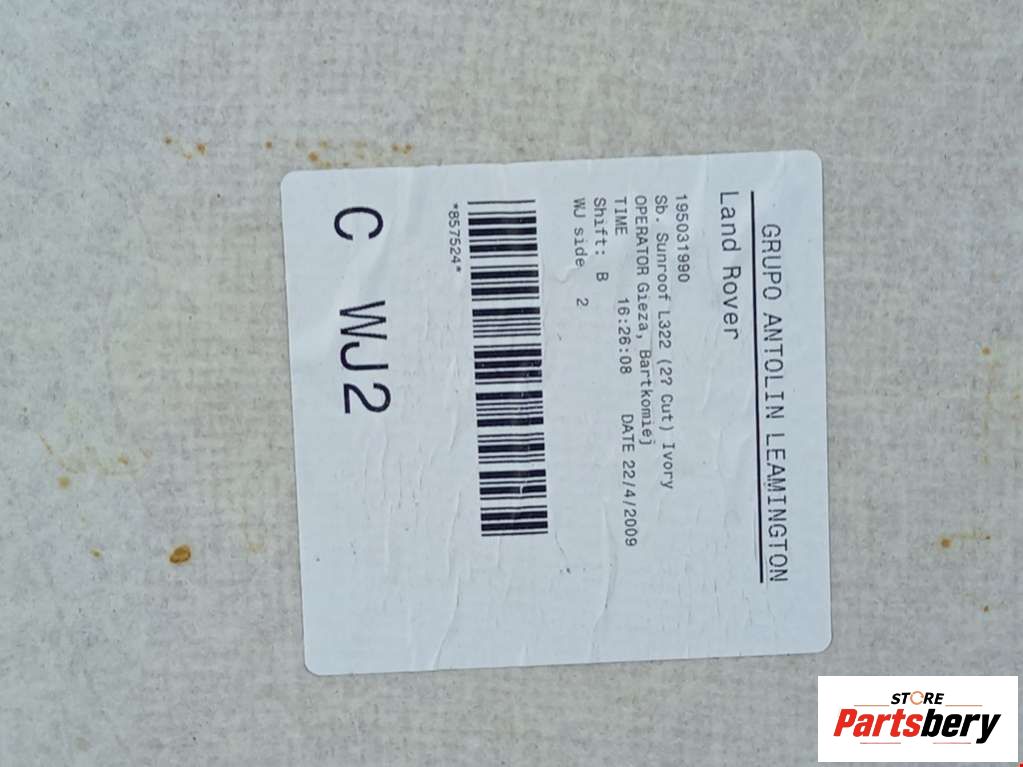 GRUPO ANTOLIN LEAMINGTON
Land Rover
195031990
Sb. Sunroof L322 (2? Cut) Ivory
OPERATOR Gieza, Bartkomiej
TIME 16:26:08 DATE 22/4/2009
Shift: B
WJ side 2
*857524*
C WJ2
STORE
Partsbery